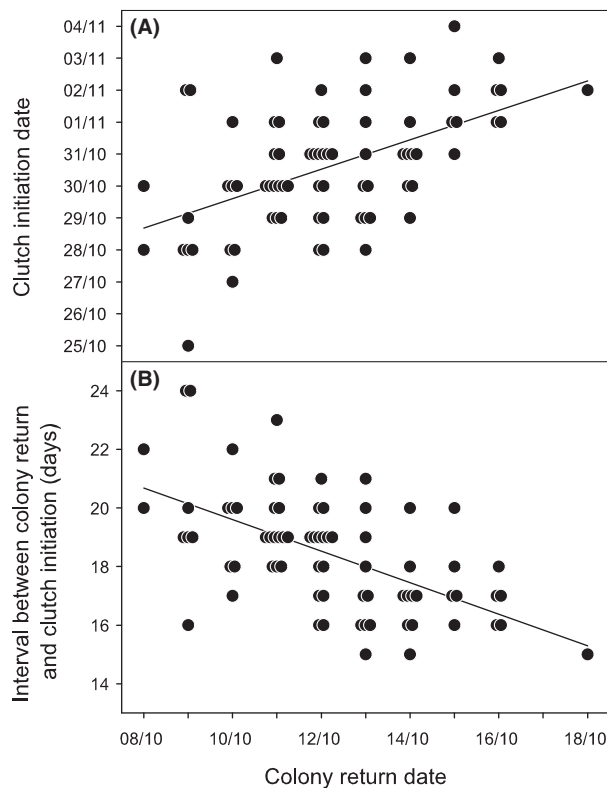 (A)
Clutch initiation date
04/11
03/11
02/11
01/11
31/10
30/10
29/10
28/10
27/10
26/10
25/10
(B)
Interval between colony return
and clutch initiation (days)
24
22
20
18
16
14
08/10 10/10 12/10 14/10 16/10 18/10
Colony return date